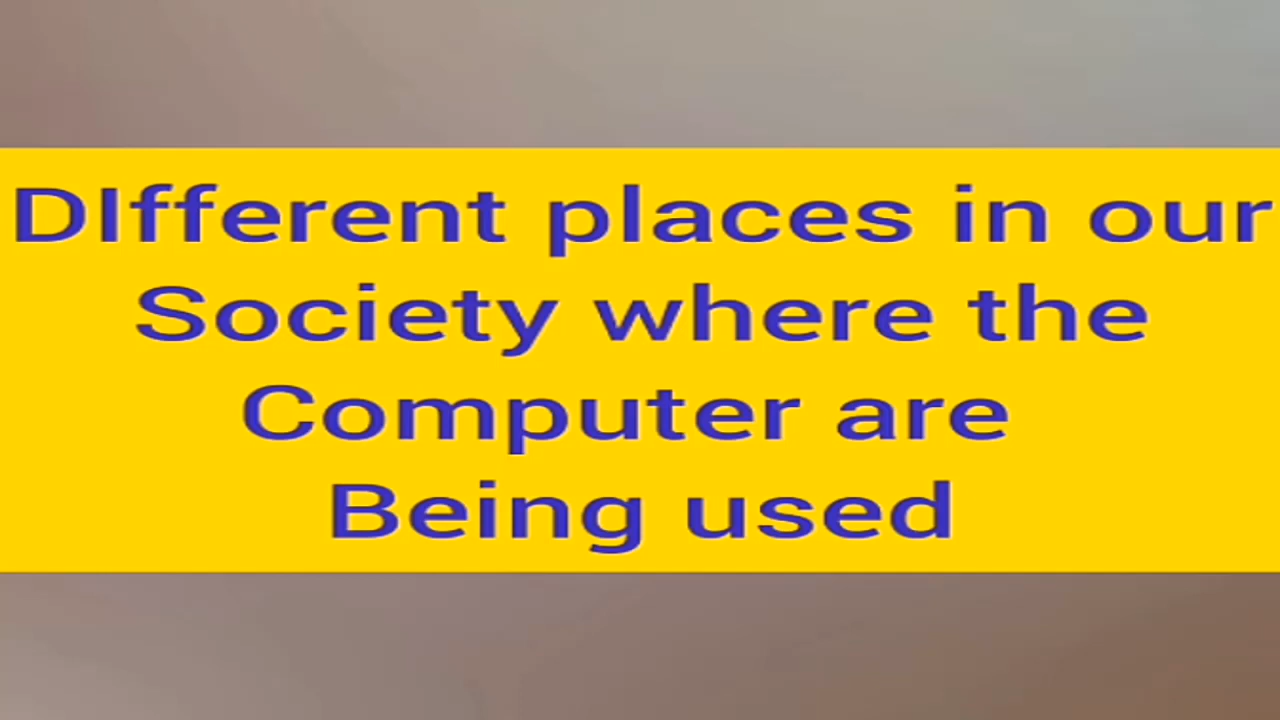 DIfferent places in our
Society where the
Computer are
Being used